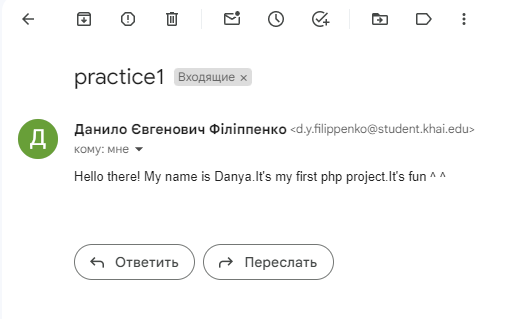 practice1 Входящие ×
Д
Данило Євгенович Філіппенко <d.y.filippenko@student.khai.edu>
кому: мне
Hello there! My name is Danya.It's my first php project.It's fun ^ ^
Ответить Переслать